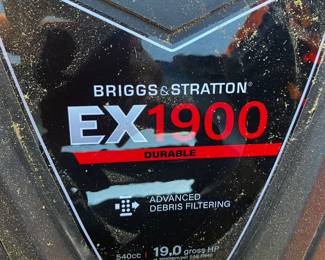 BRIGGS&STRATTON®
EX1900
DURABLE
ADVANCED
DEBRIS FILTERING
540cc | 19.0 gross HP